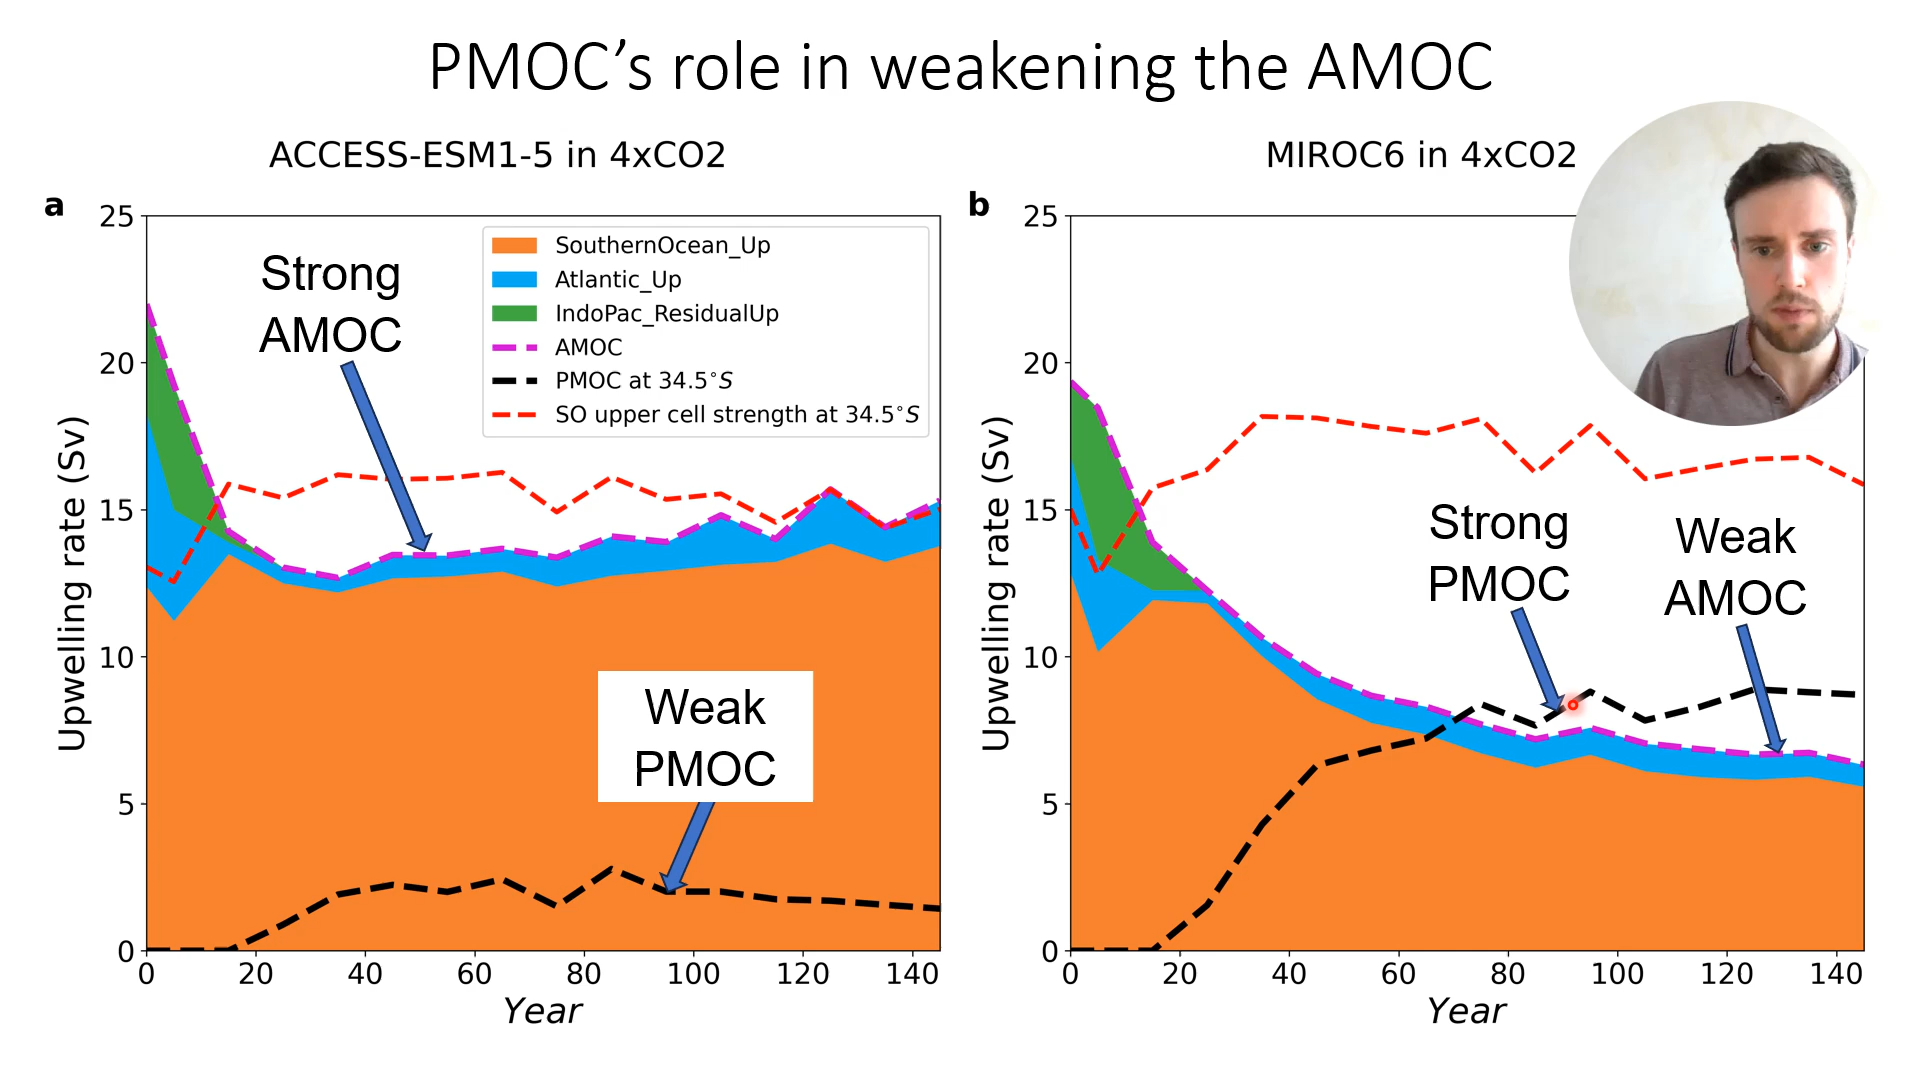 PMOC’s role in weakening the AMOC
ACCESS-ESM1-5 in 4xCO2
a
25
20
15
10
5
0
Upwelling rate (Sv)
Strong
AMOC
SouthernOcean_Up
Atlantic_Up
IndoPac_ResidualUp
AMOC
PMOC at 34.5°S
SO upper cell strength at 34.5°S
Weak
PMOC
0 20 40 60 80 100 120 140
Year
MIROC6 in 4xCO2
b
25
20
15
10
5
0
Upwelling rate (Sv)
Strong
PMOC
Weak
AMOC
0 20 40 60 80 100 120 140
Year